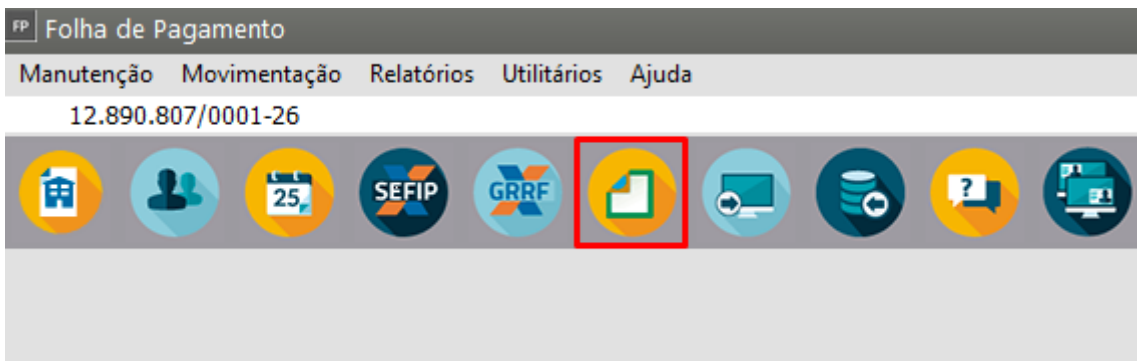 FP Folha de Pagamento
Manutenção Movimentação Relatórios Utilitários Ajuda
12.890.807/0001-26
25 SEFIP GRRF ?